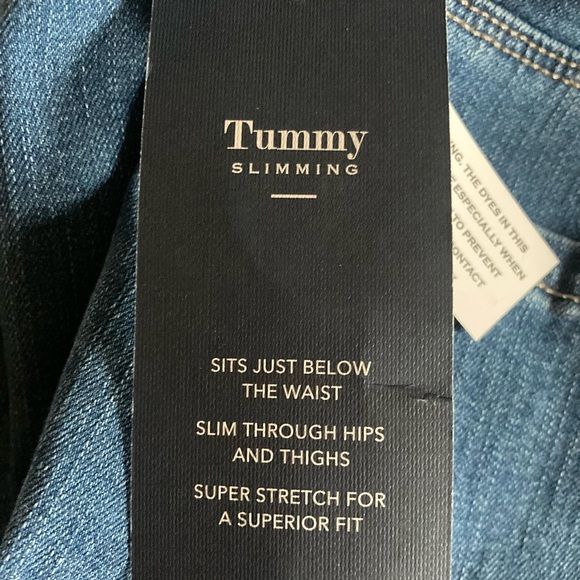 Tummy
SLIMMING
SITS JUST BELOW
THE WAIST
SLIM THROUGH HIPS
AND THIGHS
SUPER STRETCH FOR
A SUPERIOR FIT
THE DYES IN THIS
ESPECIALLY WHEN
TO PREVENT
CONTACT